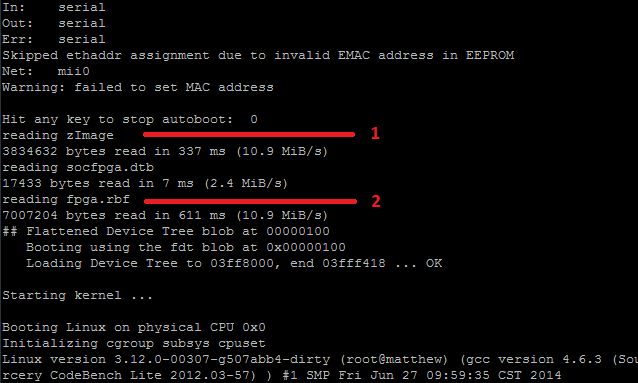 In:    serial
Out:   serial
Err:   serial
Skipped ethaddr assignment due to invalid EMAC address in EEPROM
Net:   mii0
Warning: failed to set MAC address
Hit any key to stop autoboot:  0
reading zImage 1
3834632 bytes read in 337 ms (10.9 MiB/s)
reading socfpga.dtb
17433 bytes read in 7 ms (2.4 MiB/s)
reading fpga.rbf 2
7007204 bytes read in 611 ms (10.9 MiB/s)
## Flattened Device Tree blob at 00000100
   Booting using the fdt blob at 0x00000100
   Loading Device Tree to 03ff8000, end 03fff418 ... OK
Starting kernel ...
Booting Linux on physical CPU 0x0
Initializing cgroup subsys cpuset
Linux version 3.12.0-00307-g507abb4-dirty (root@matthew) (gcc version 4.6.3 (Sou
rcery CodeBench Lite 2012.03-57) ) #1 SMP Fri Jun 27 09:59:35 CST 2014